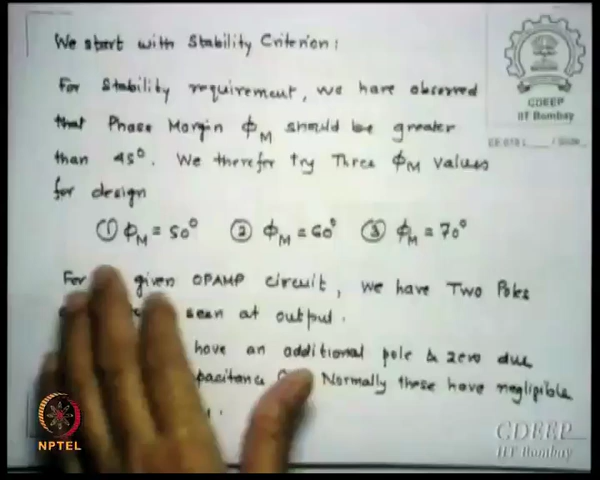 We start with Stability Criterion:
For Stability requirement, we have observed
that Phase Margin ϕM should be greater
than 45°. We therefor try Three ϕM values
for design
① ϕM = 50° ② ϕM = 60° ③ ϕM = 70°
For given OPAMP circuit, we have Two Poles
seen at output.
have an additional pole & zero due
pacitance Normally these have negligible
CDEEP
IIT Bombay
NPTEL
CDEEP
IIT Bombay